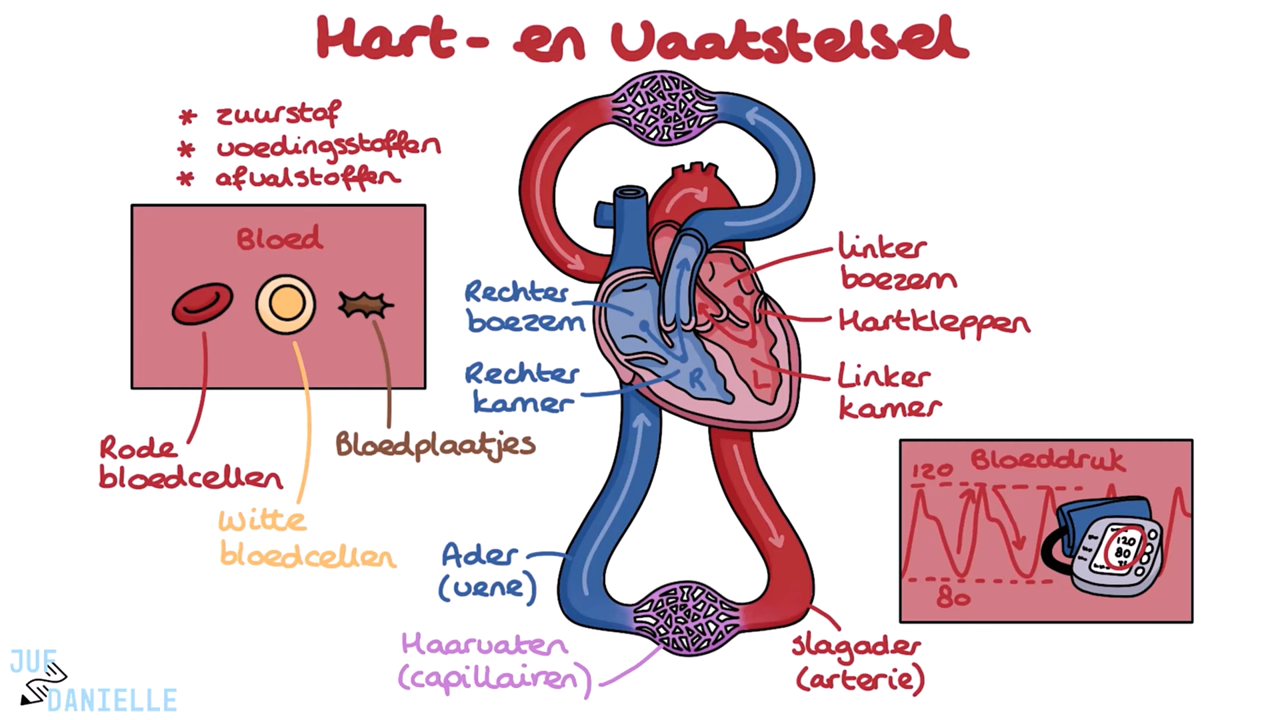 Hart- en Vaatstelsel
* zuurstof
* voedingsstoffen
* afvalstoffen
Bloed
Rode
bloedcellen
Witte
bloedcellen
Bloedplaatjes
Rechter
boezem
Rechter
kamer
R
L
linker
boezem
Hartkleppen
Linker
kamer
Ader
(vene)
Haarvaten
(capillairen)
slagader
(arterie)
Bloeddruk
120
80
120
80
JUF
DANIELLE